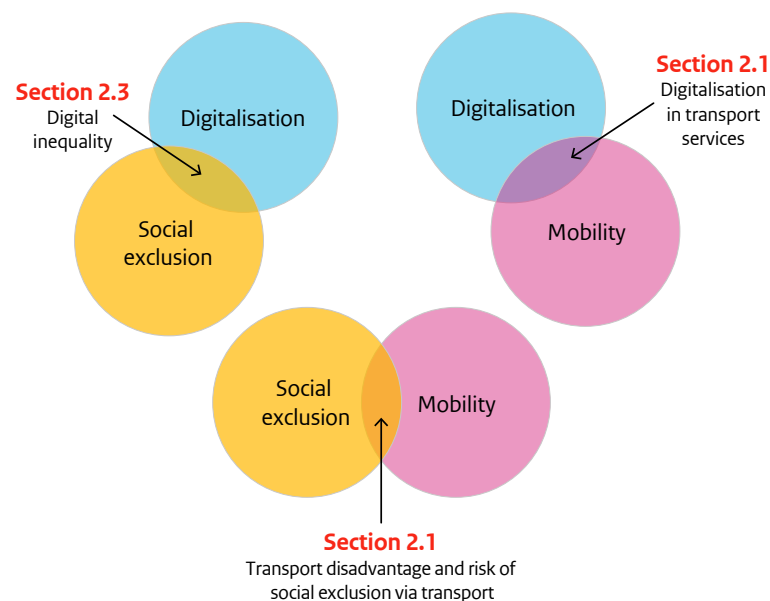 Section 2.3
Digital
inequality
Digitalisation
Social
exclusion
Digitalisation
Section 2.1
Digitalisation
in transport
services
Mobility
Social
exclusion
Mobility
Section 2.1
Transport disadvantage and risk of
social exclusion via transport